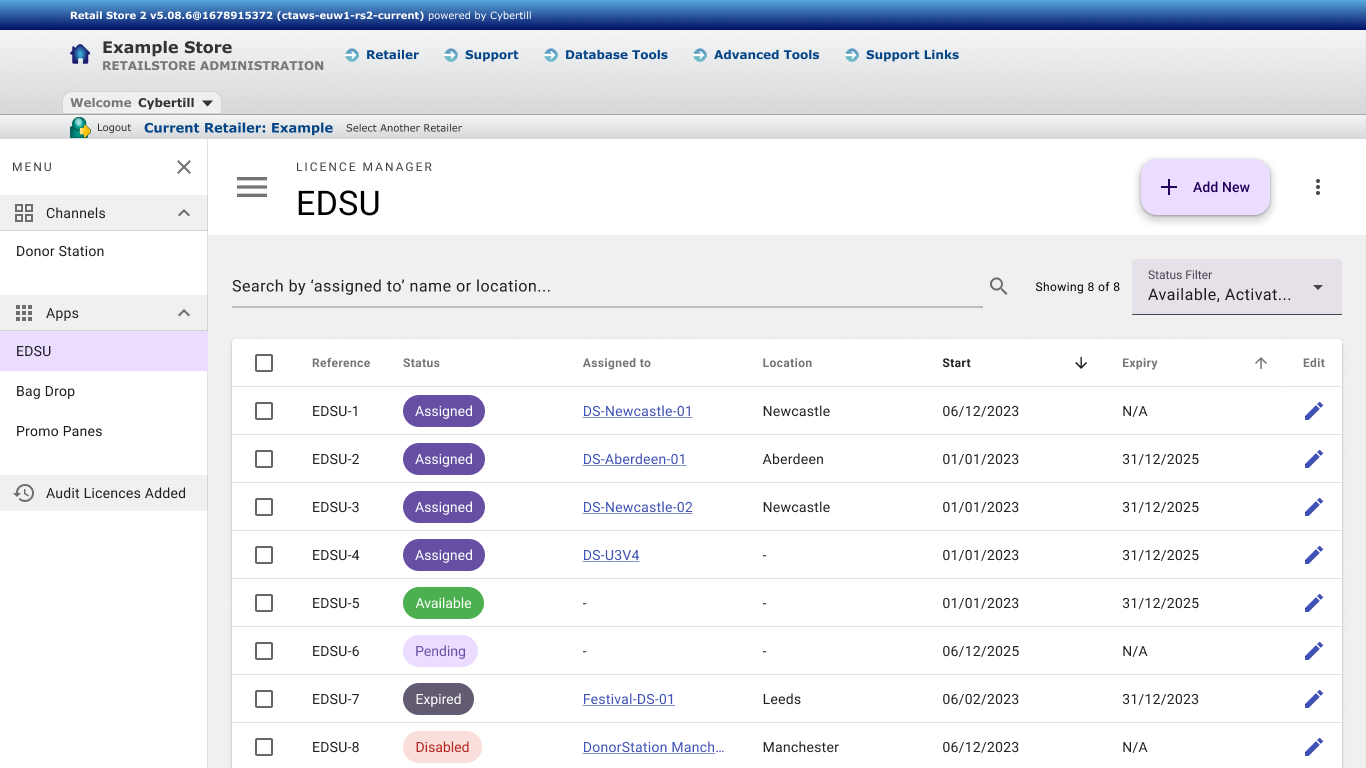 Retail Store 2 v5.08.6@1678915372 (ctaws-euw1-rs2-current) powered by Cybertill
Example Store
RETAILSTORE ADMINISTRATION
Retailer Support Database Tools Advanced Tools Support Links
Welcome Cybertill
Logout Current Retailer: Example Select Another Retailer
MENU
Channels
Donor Station
Apps
EDSU
Bag Drop
Promo Panes
Audit Licences Added
LICENCE MANAGER
EDSU
Add New
Search by ‘assigned to’ name or location...
Showing 8 of 8
Status Filter
Available, Activat...
Reference Status Assigned to Location Start Expiry Edit
EDSU-1 Assigned DS-Newcastle-01 Newcastle 06/12/2023 N/A
EDSU-2 Assigned DS-Aberdeen-01 Aberdeen 01/01/2023 31/12/2025
EDSU-3 Assigned DS-Newcastle-02 Newcastle 01/01/2023 31/12/2025
EDSU-4 Assigned DS-U3V4 - 01/01/2023 31/12/2025
EDSU-5 Available - - 01/01/2023 31/12/2025
EDSU-6 Pending - - 06/12/2025 N/A
EDSU-7 Expired Festival-DS-01 Leeds 06/02/2023 31/12/2023
EDSU-8 Disabled DonorStation Manch... Manchester 06/12/2023 N/A